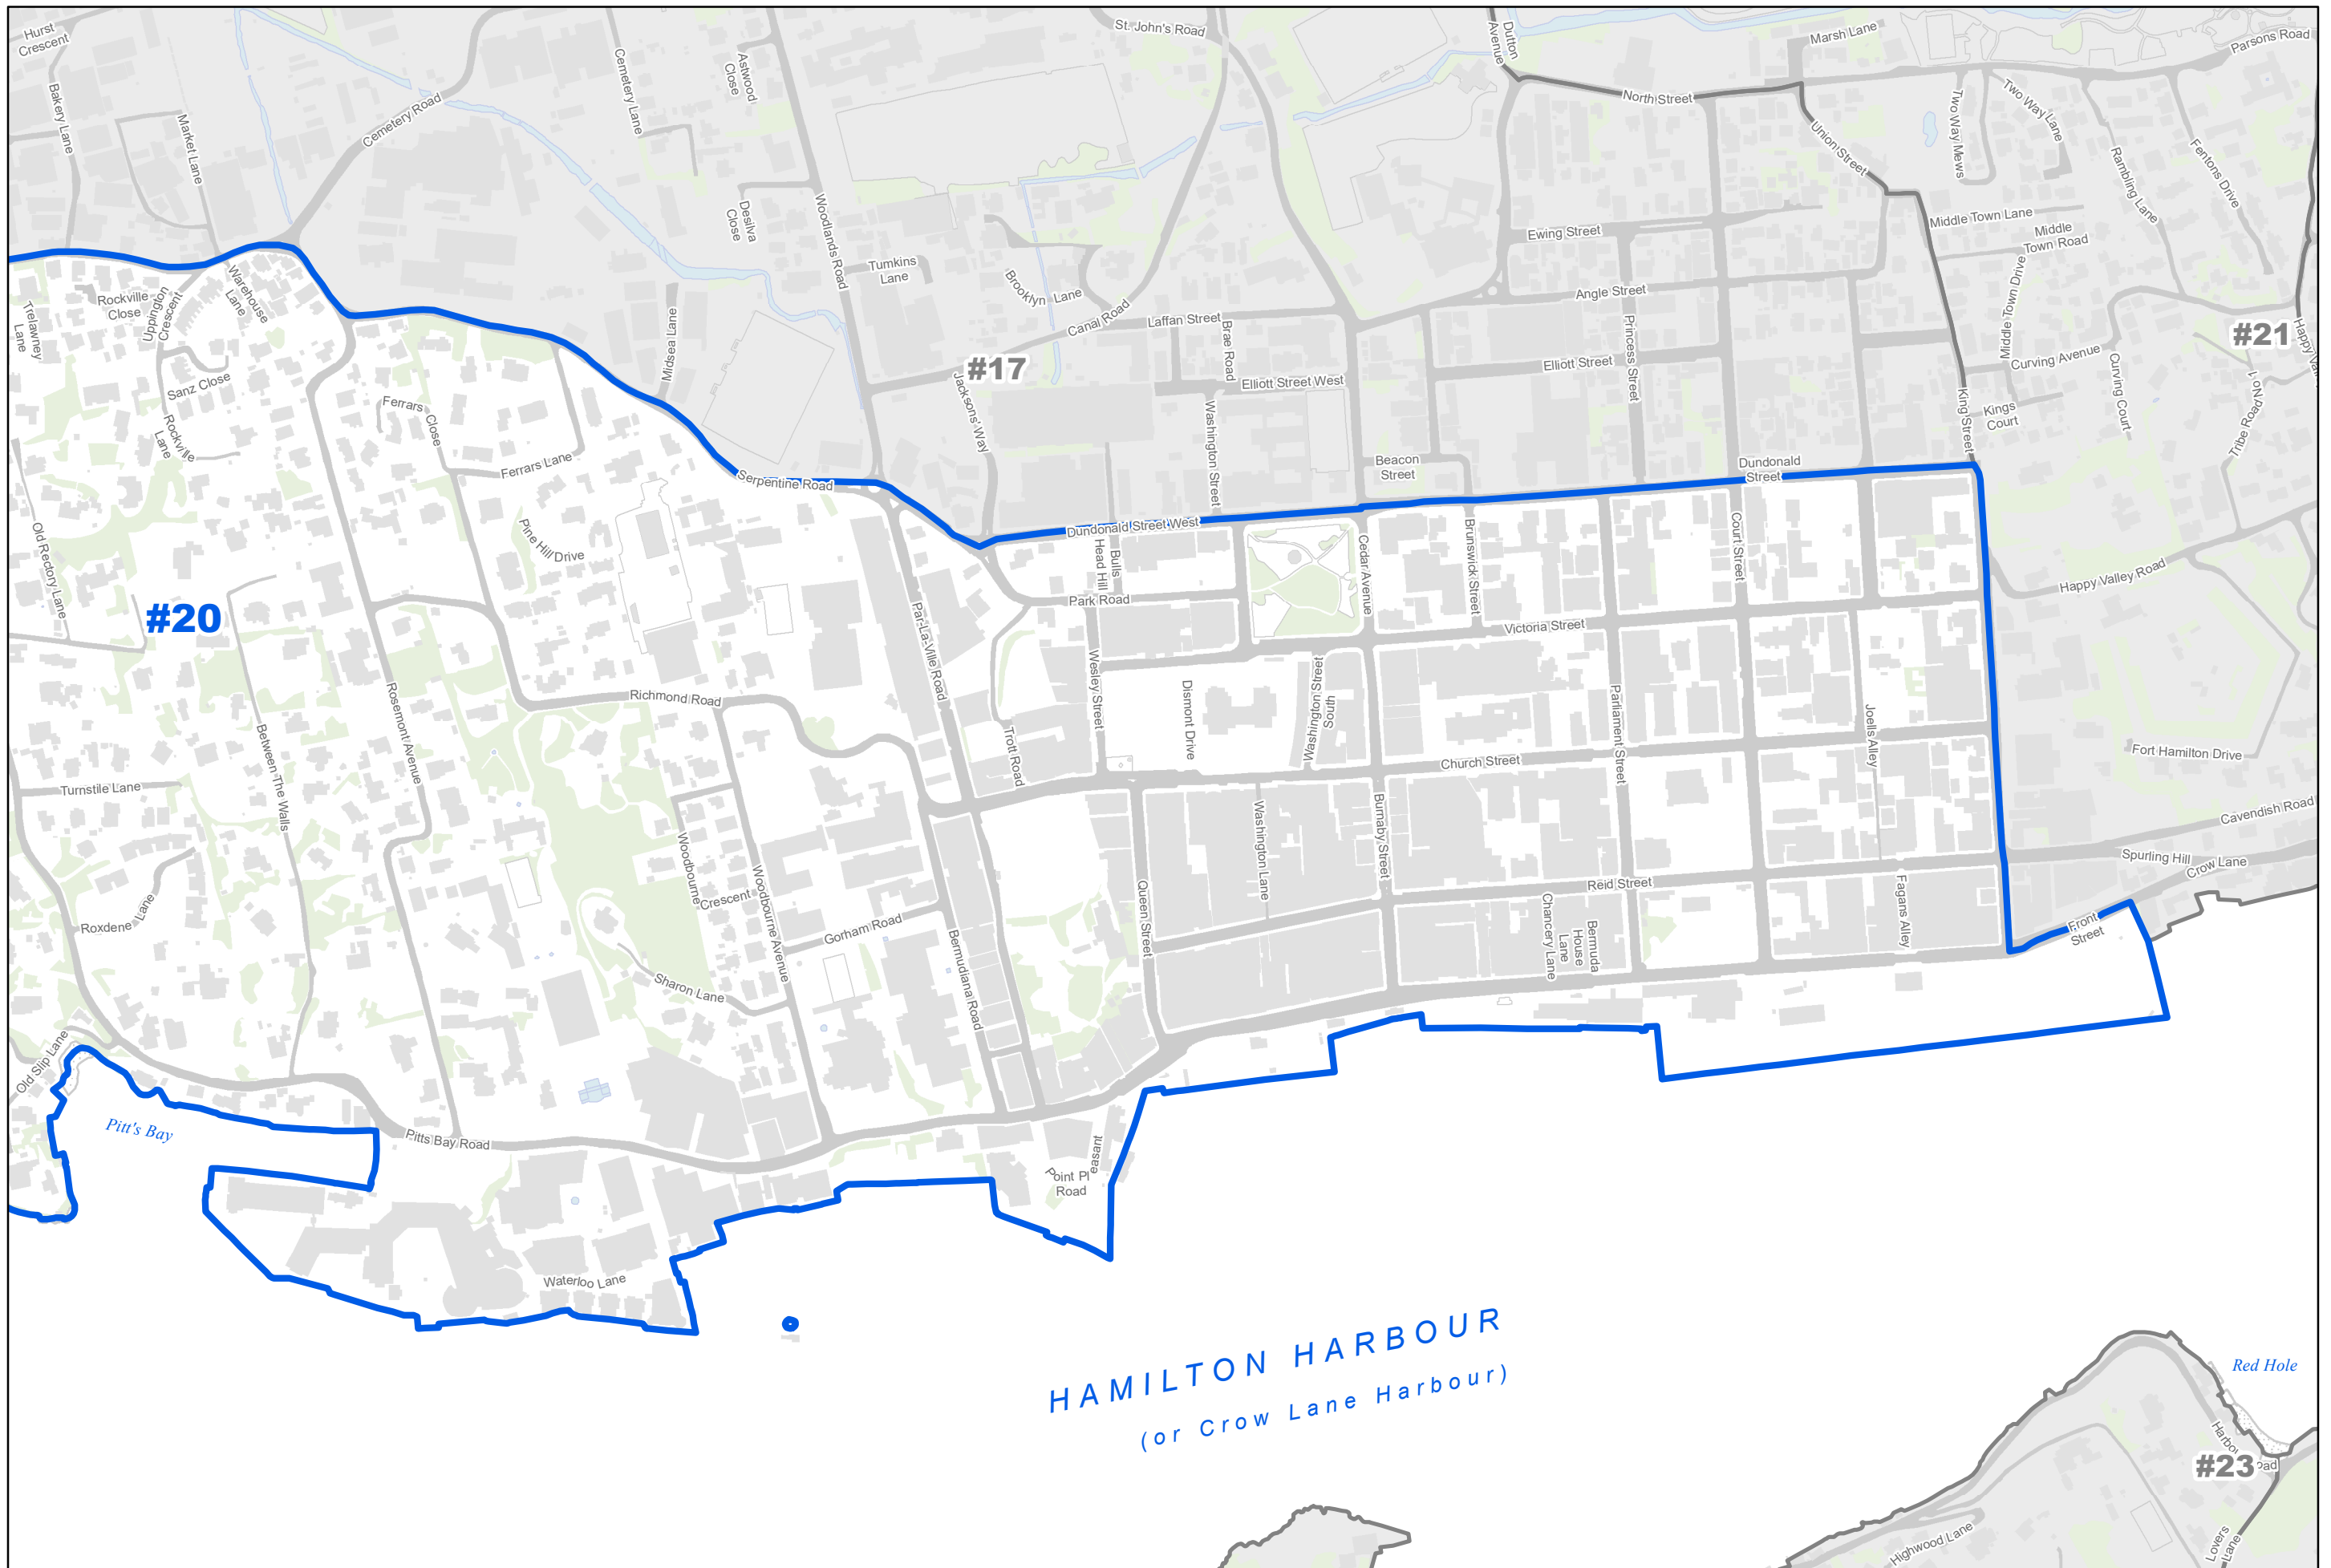 Hurst
Crescent
Bakery Lane
Market Lane
Cemetery Road
Cemetery Lane
Astwood
Close
St. John's Road
Dutton
Avenue
Marsh Lane
Parsons Road
North Street
Union Street
Two Way Mews
Two Way Lane
Rambling Lane
Fentons Drive
Desilva
Close
Woodlands Road
Tumkins
Lane
Brooklyn Lane
Canal Road
Laffan Street
Brae Road
Ewing Street
Angle Street
Princess Street
Middle Town Lane
Middle
Town Road
Middle Town Drive
Trelawney
Lane
Rockville
Close
Uppington
Crescent
Warehouse
Lane
Midsea Lane
#17
Jacksons' Way
Elliott Street West
Elliott Street
Curving Avenue
Curving Court
Kings
Court
King Street
#21
Tribe Road No 1
Sanz Close
Rockville
Lane
Ferrars Close
Ferrars Lane
Washington Street
Beacon
Street
Dundonald
Street
Serpentine Road
Dundonald Street West
Old Rectory Lane
Pine Hill Drive
Bulls
Head Hill
Park Road
Cedar Avenue
Brunswick Street
Court Street
Happy Valley Road
#20
Par-La-Ville Road
Victoria Street
Wesley Street
Dismont Drive
Washington Street
South
Parliament Street
Rosemont Avenue
Richmond Road
Between The Walls
Trott Road
Church Street
Joells Alley
Fort Hamilton Drive
Turnstile Lane
Cavendish Road
Woodbourne
Crescent
Woodbourne Avenue
Washington Lane
Burnaby Street
Reid Street
Spurling Hill
Crow Lane
Roxdene Lane
Gorham Road
Queen Street
Chancery Lane
Bermuda
House
Lane
Fagans Alley
Front
Street
Sharon Lane
Bermudiana Road
Old Slip Lane
Pitt's Bay
Pitts Bay Road
Point Pleasant
Road
Waterloo Lane
HAMILTON HARBOUR
(or Crow Lane Harbour)
Red Hole
#23
Highwood Lane
Lovers
Lane